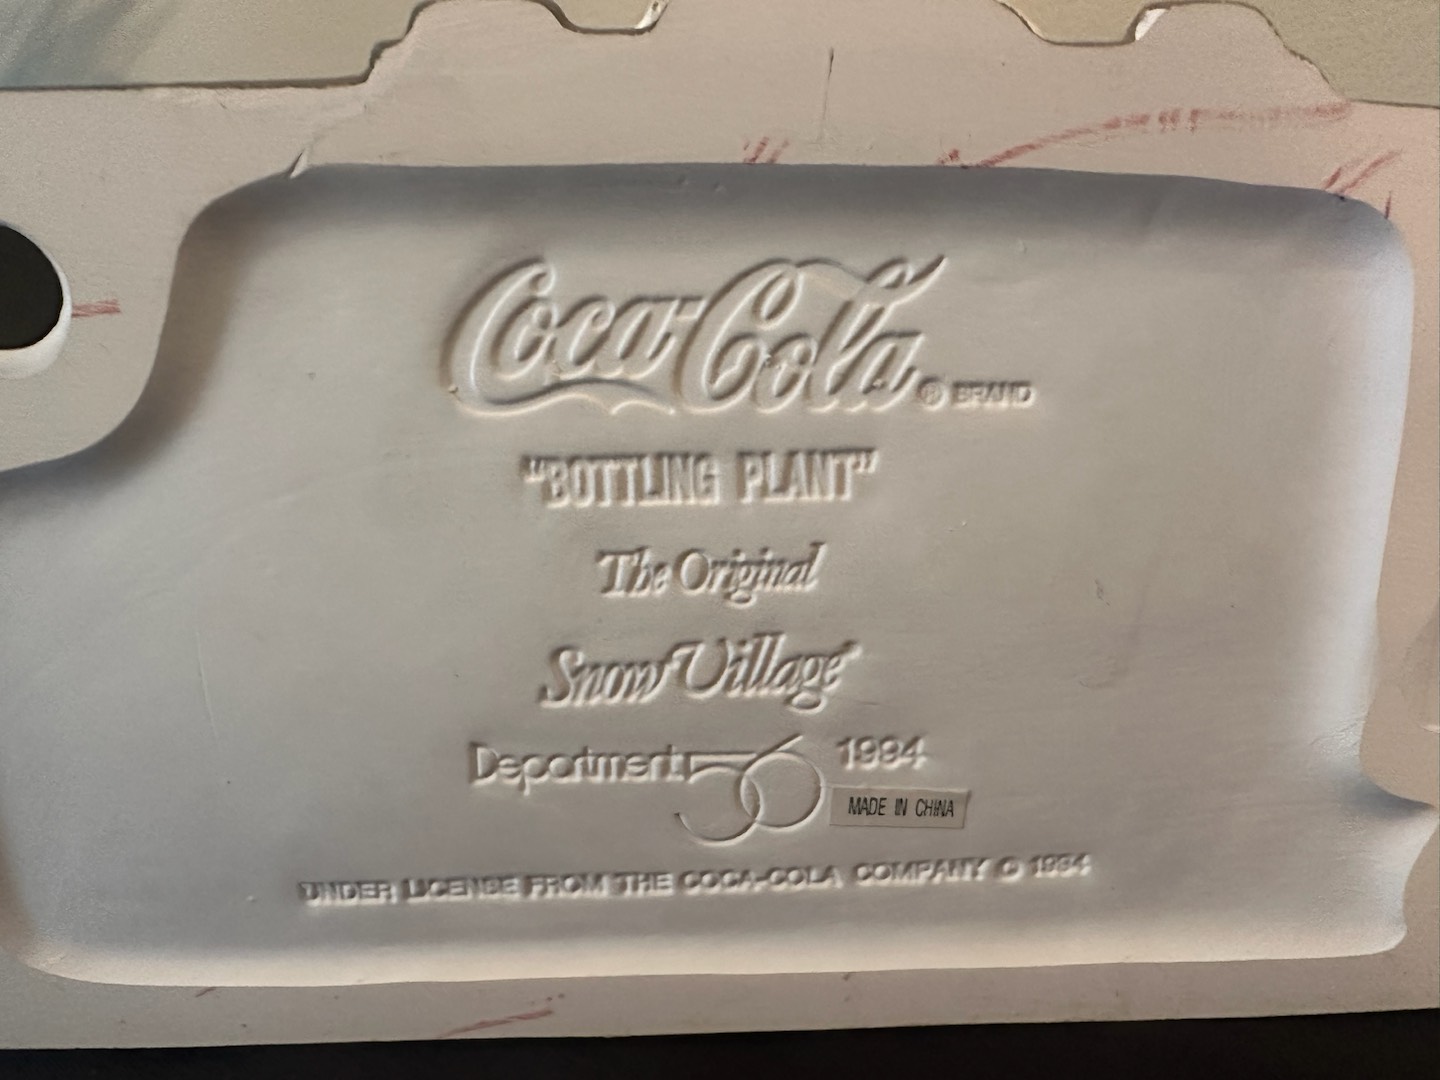 Coca-Cola ® BRAND
"BOTTLING PLANT"
The Original
Snow Village®
Department 56 1994
MADE IN CHINA
UNDER LICENSE FROM THE COCA-COLA COMPANY © 1994